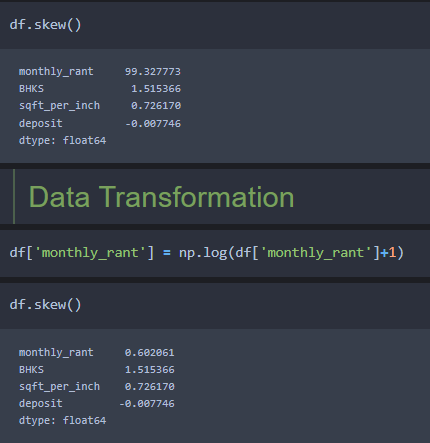 df.skew()
monthly_rant     99.327773
BHKS              1.515366
sqft_per_inch     0.726170
deposit          -0.007746
dtype: float64
Data Transformation
df['monthly_rant'] = np.log(df['monthly_rant']+1)
df.skew()
monthly_rant     0.602061
BHKS             1.515366
sqft_per_inch    0.726170
deposit         -0.007746
dtype: float64